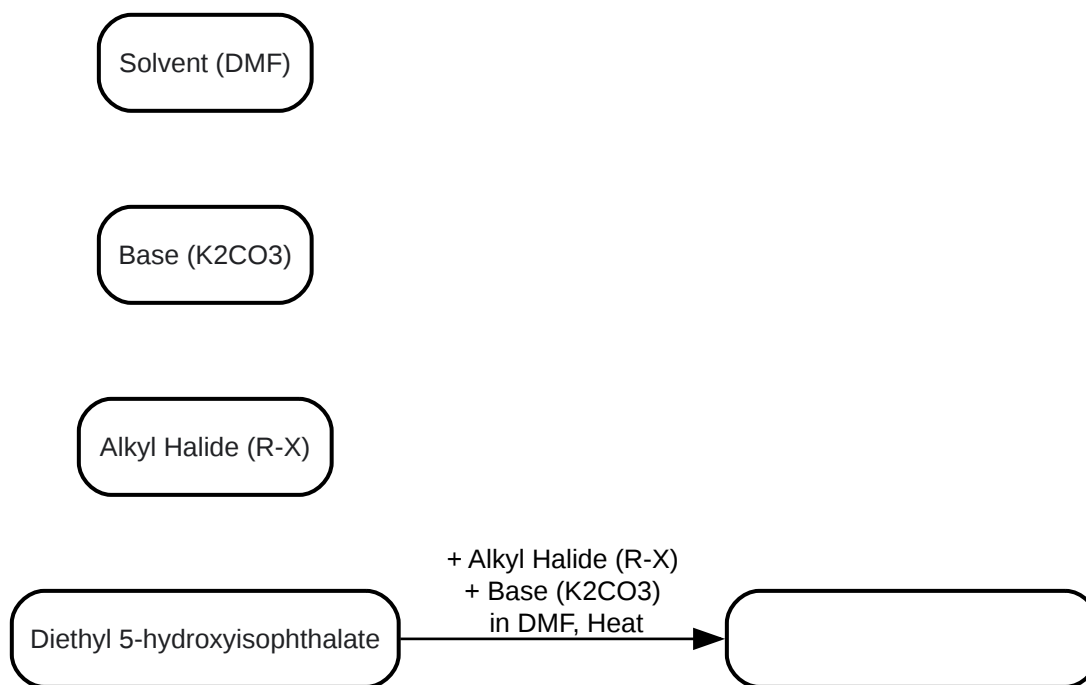 Solvent (DMF)
Base (K2CO3)
Alkyl Halide (R-X)
+ Alkyl Halide (R-X)
+ Base (K2CO3)
in DMF, Heat
Diethyl 5-hydroxyisophthalate